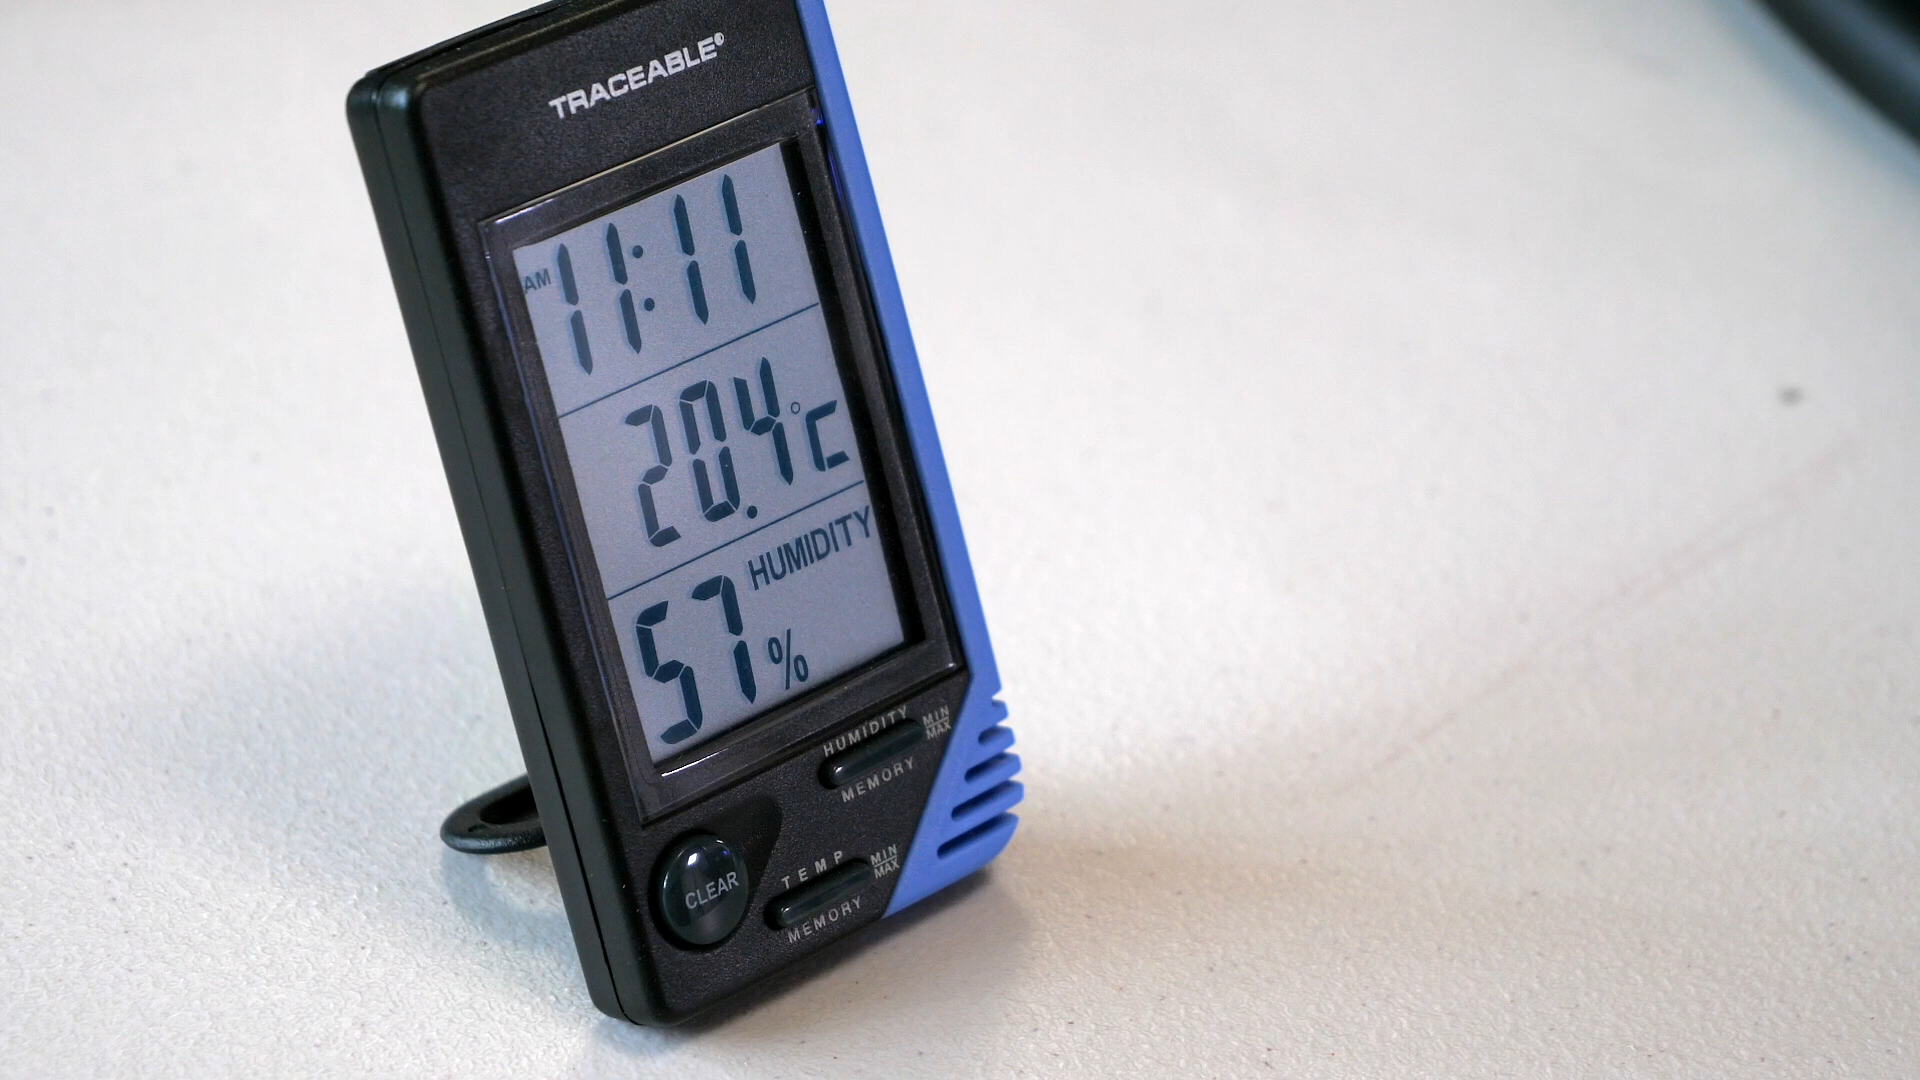 TRACEABLE®
AM 11:11
20.4°C
HUMIDITY
57%
HUMIDITY MIN MAX
MEMORY
CLEAR
TEMP MIN MAX
MEMORY